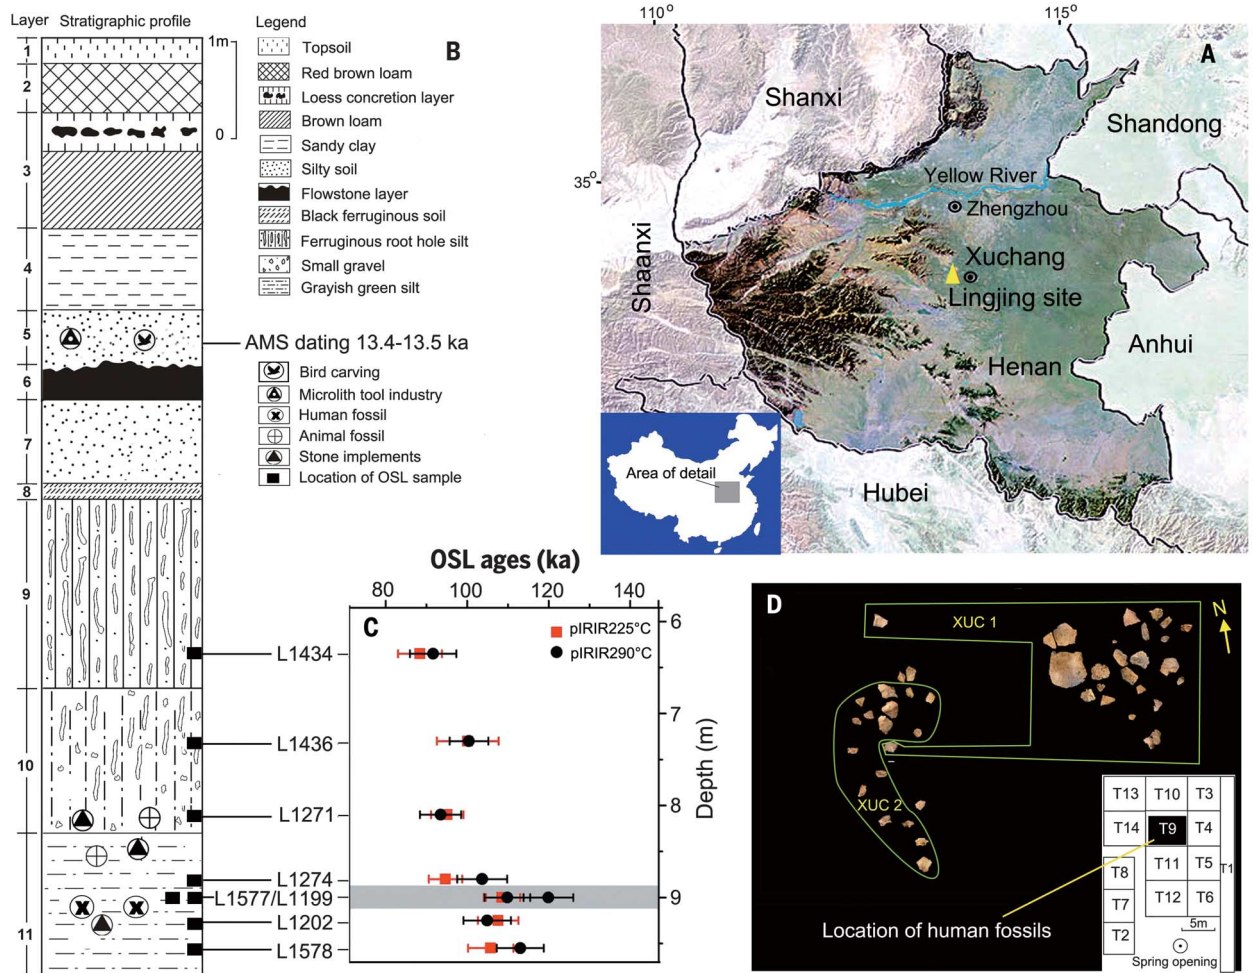 Layer Stratigraphic profile
1
2
3
4
5
6
7
8
9
10
11
1m
0
B
Legend
Topsoil
Red brown loam
Loess concretion layer
Brown loam
Sandy clay
Silty soil
Flowstone layer
Black ferruginous soil
Ferruginous root hole silt
Small gravel
Grayish green silt
AMS dating 13.4-13.5 ka
Bird carving
Microlith tool industry
Human fossil
Animal fossil
Stone implements
Location of OSL sample
L1434
L1436
L1271
L1274
L1577/L1199
L1202
L1578
110°
115°
35°
A
Shanxi
Shandong
Yellow River
Zhengzhou
Shaanxi
Xuchang
Lingjing site
Anhui
Henan
Hubei
Area of detail
OSL ages (ka)
80 100 120 140
C
pIRIR225°C
pIRIR290°C
6
7
8
9
Depth (m)
D
XUC 1
N
XUC 2
T13 T10 T3
T14 T9 T4
T8 T11 T5 T1
T7 T12 T6
T2
5m
Spring opening
Location of human fossils